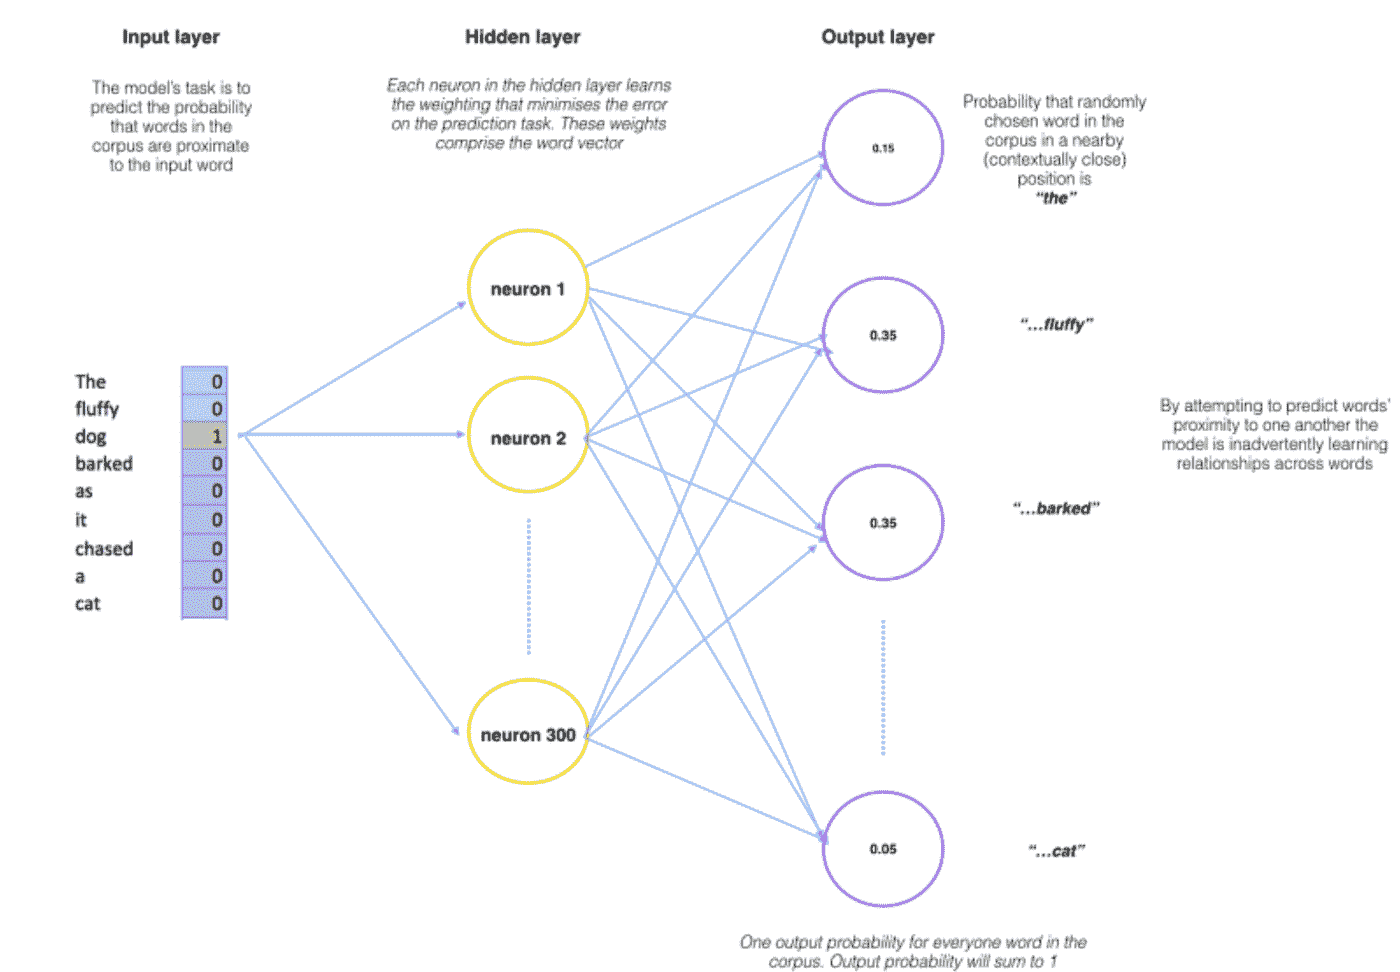 Input layer
Hidden layer
Output layer
The model's task is to
predict the probability
that words in the
corpus are proximate
to the input word
Each neuron in the hidden layer learns
the weighting that minimises the error
on the prediction task. These weights
comprise the word vector
Probability that randomly
chosen word in the
corpus in a nearby
(contextually close)
position is
“the”
0.15
neuron 1
0.35
“...fluffy”
The 0
fluffy 0
dog 1
barked 0
as 0
it 0
chased 0
a 0
cat 0
neuron 2
By attempting to predict words'
proximity to one another the
model is inadvertently learning
relationships across words
0.35
“...barked”
neuron 300
0.05
“...cat”
One output probability for everyone word in the
corpus. Output probability will sum to 1